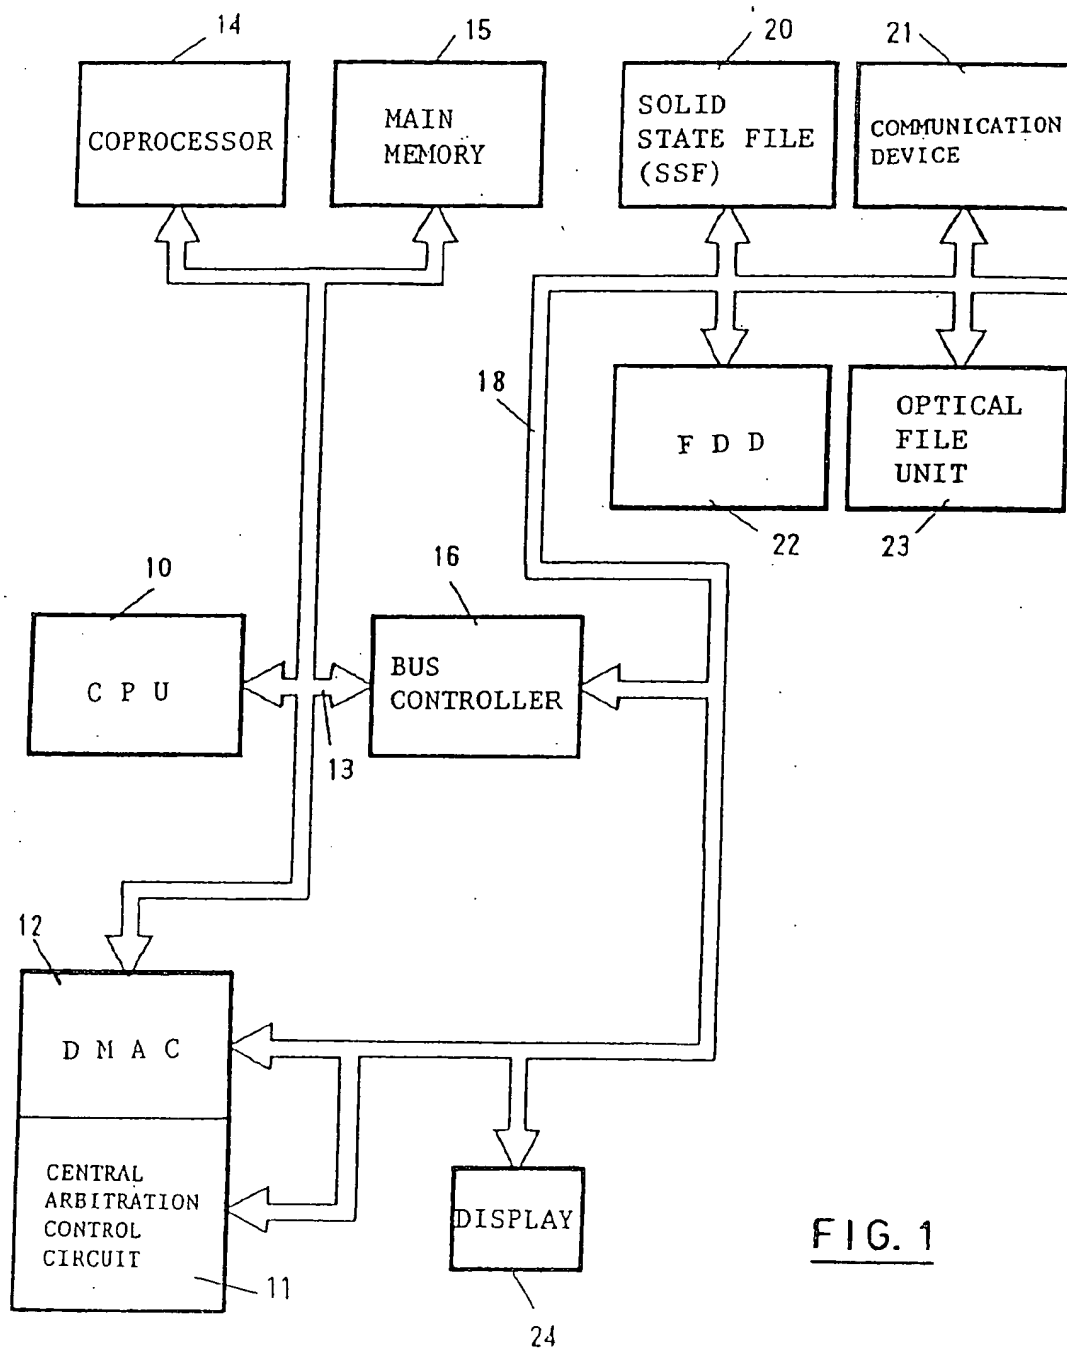 14
15
20
21
COPROCESSOR
MAIN
MEMORY
SOLID
STATE FILE
(SSF)
COMMUNICATION
DEVICE
18
F D D
OPTICAL
FILE
UNIT
22
23
10
16
C P U
BUS
CONTROLLER
13
12
D M A C
CENTRAL
ARBITRATION
CONTROL
CIRCUIT
11
DISPLAY
24
FIG. 1